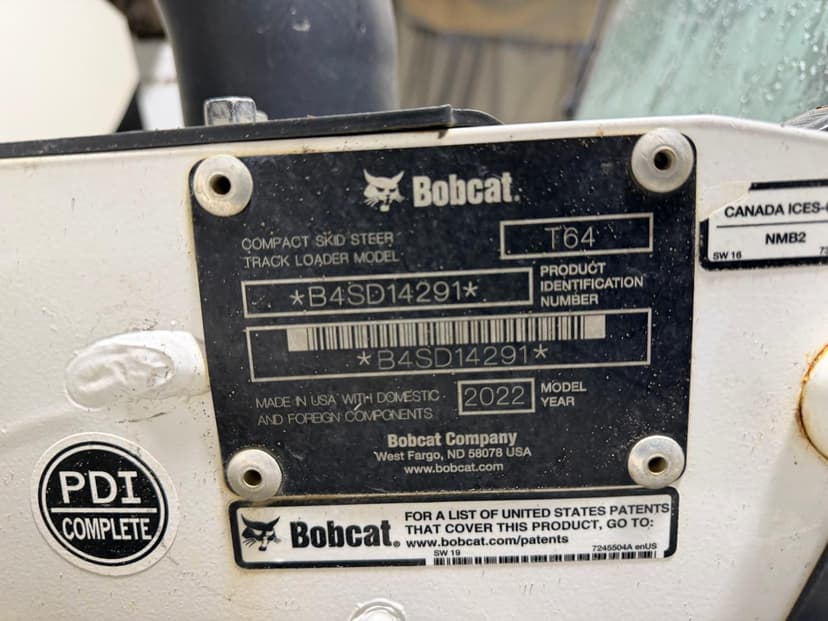 Bobcat.
COMPACT SKID STEER
TRACK LOADER MODEL
T64
*B4SD14291*
PRODUCT
IDENTIFICATION
NUMBER
*B4SD14291*
MADE IN USA WITH DOMESTIC
AND FOREIGN COMPONENTS
2022
MODEL
YEAR
Bobcat Company
West Fargo, ND 58078 USA
www.bobcat.com
CANADA ICES-
NMB2
SW 16
PDI
COMPLETE
Bobcat.
FOR A LIST OF UNITED STATES PATENTS
THAT COVER THIS PRODUCT, GO TO:
www.bobcat.com/patents
SW 19
7245504A enUS